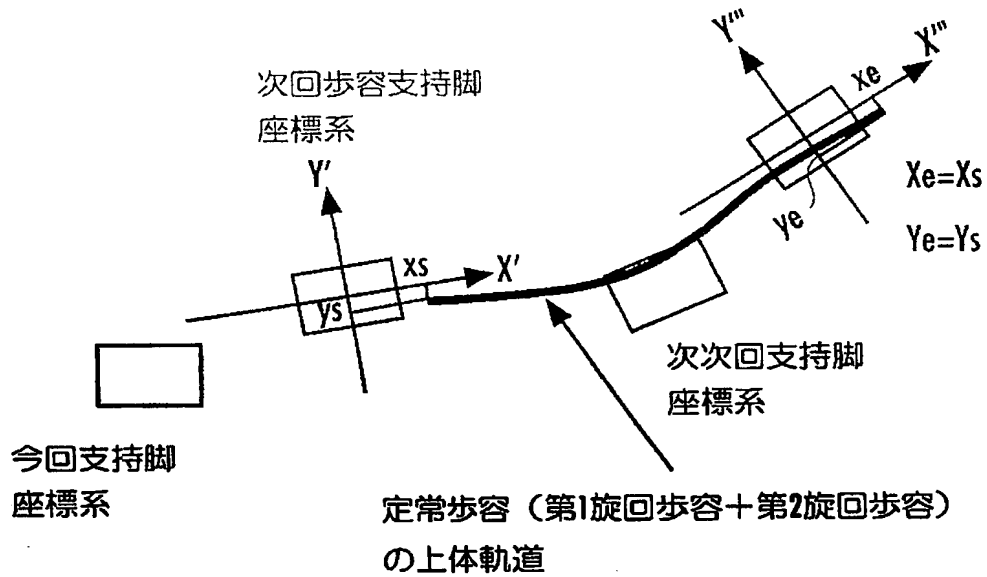 Y'''
X'''
xe
次回歩容支持脚
座標系
Y'
Xe=Xs
ye
Ye=Ys
xs
X'
ys
次次回支持脚
座標系
今回支持脚
座標系
定常歩容（第1旋回歩容＋第2旋回歩容）
の上体軌道